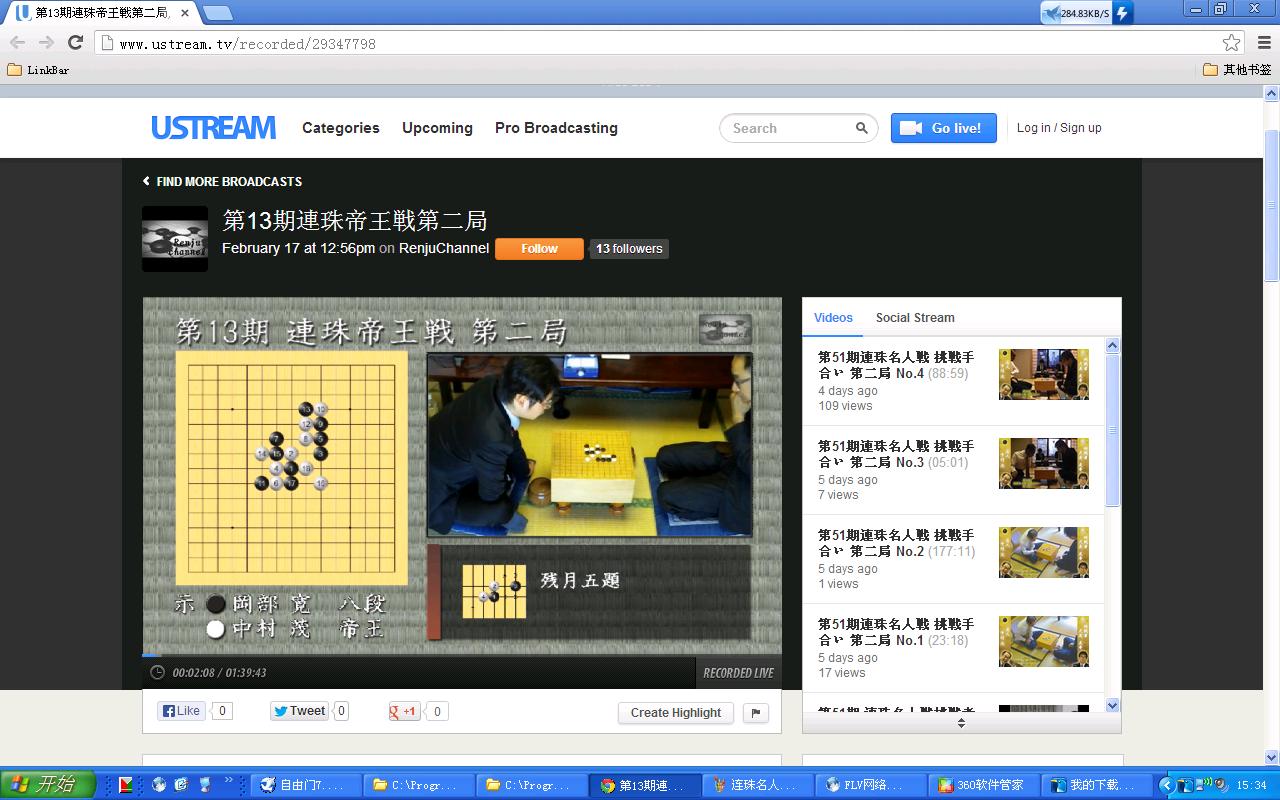 第13期連珠帝王戦第二局,
284.83KB/S
www.ustream.tv/recorded/29347798
LinkBar
其他书签
USTREAM
Categories
Upcoming
Pro Broadcasting
Search
Go live!
Log in / Sign up
FIND MORE BROADCASTS
第13期連珠帝王戦第二局
February 17 at 12:56pm on RenjuChannel
Follow
13 followers
Renju
Channel
第13期 連珠帝王戦 第二局
示 岡部 寛 八段
中村 茂 帝王
残月五題
00:02:08 / 01:39:43
RECORDED LIVE
Like
0
Tweet
0
+1
0
Create Highlight
Videos
Social Stream
第51期連珠名人戦 挑戦手
合い 第二局 No.4 (88:59)
4 days ago
109 views
第51期連珠名人戦 挑戦手
合い 第二局 No.3 (05:01)
5 days ago
7 views
第51期連珠名人戦 挑戦手
合い 第二局 No.2 (177:11)
5 days ago
1 views
第51期連珠名人戦 挑戦手
合い 第二局 No.1 (23:18)
5 days ago
17 views
开始
自由门7....
C:\Progr...
C:\Progr...
第13期連...
连珠名人...
FLV网络...
360软件管家
我的下载...
15:34